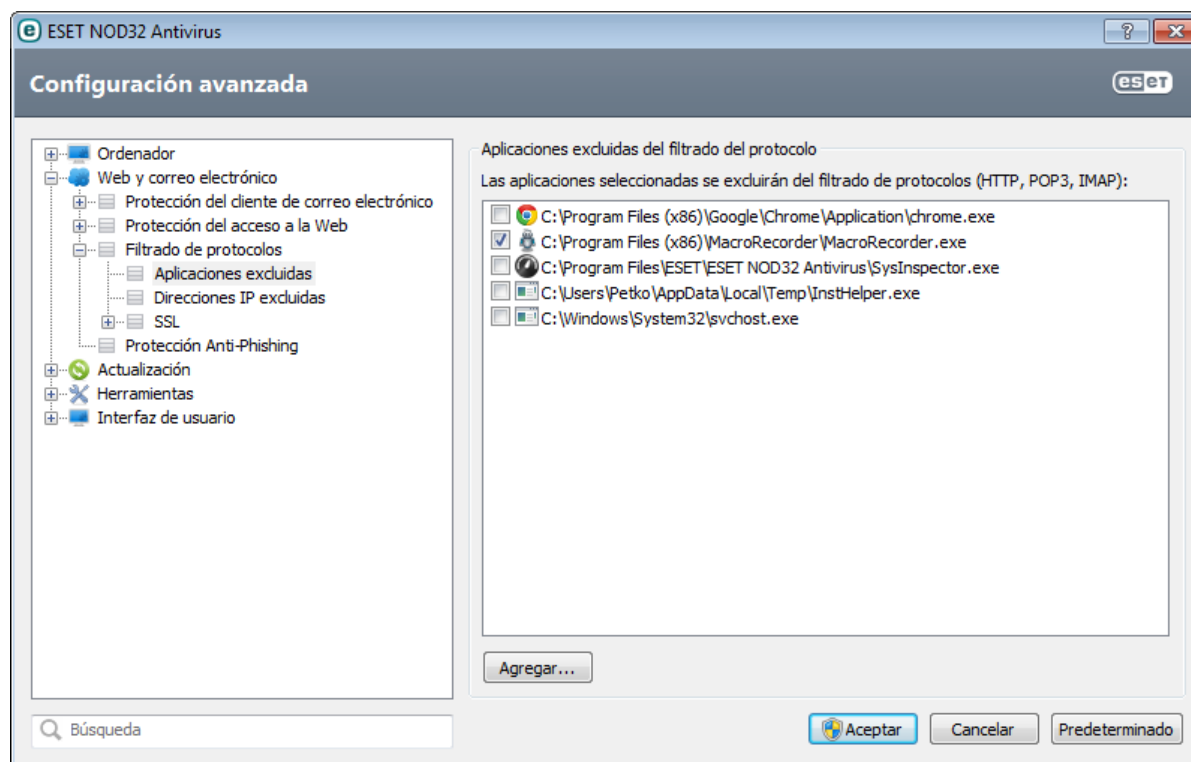 ESET NOD32 Antivirus
?
Configuración avanzada
eset
Ordenador
Web y correo electrónico
Protección del cliente de correo electrónico
Protección del acceso a la Web
Filtrado de protocolos
Aplicaciones excluidas
Direcciones IP excluidas
SSL
Protección Anti-Phishing
Actualización
Herramientas
Interfaz de usuario
Búsqueda
Aplicaciones excluidas del filtrado del protocolo
Las aplicaciones seleccionadas se excluirán del filtrado de protocolos (HTTP, POP3, IMAP):
C:\Program Files (x86)\Google\Chrome\Application\chrome.exe
C:\Program Files (x86)\MacroRecorder\MacroRecorder.exe
C:\Program Files\ESET\ESET NOD32 Antivirus\SysInspector.exe
C:\Users\Petko\AppData\Local\Temp\InstHelper.exe
C:\Windows\System32\svchost.exe
Agregar...
Aceptar
Cancelar
Predeterminado